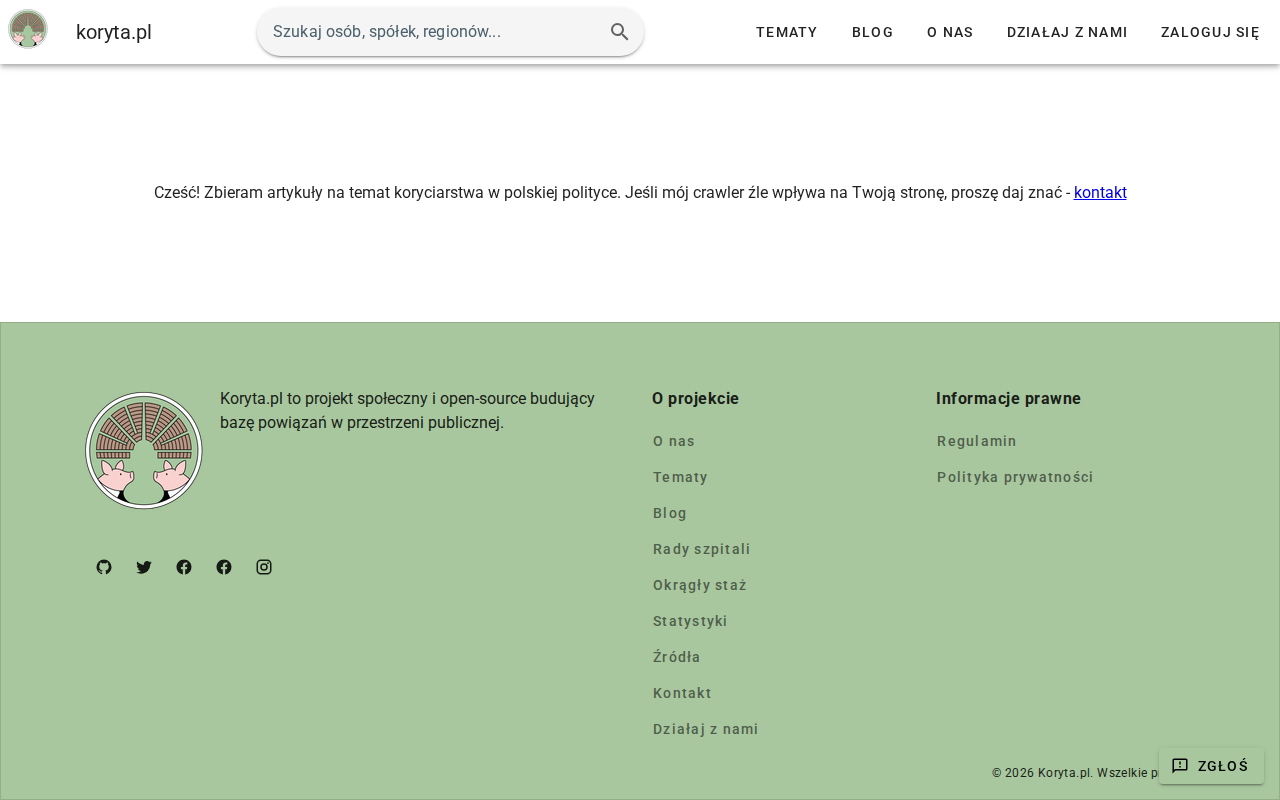 koryta.pl
Szukaj osób, spółek, regionów...
TEMATY
BLOG
O NAS
DZIAŁAJ Z NAMI
ZALOGUJ SIĘ
Cześć! Zbieram artykuły na temat koryciarstwa w polskiej polityce. Jeśli mój crawler źle wpływa na Twoją stronę, proszę daj znać - kontakt
Koryta.pl to projekt społeczny i open-source budujący
bazę powiązań w przestrzeni publicznej.
O projekcie
O nas
Tematy
Blog
Rady szpitali
Okrągły staż
Statystyki
Źródła
Kontakt
Działaj z nami
Informacje prawne
Regulamin
Polityka prywatności
© 2026 Koryta.pl. Wszelkie
ZGŁOŚ